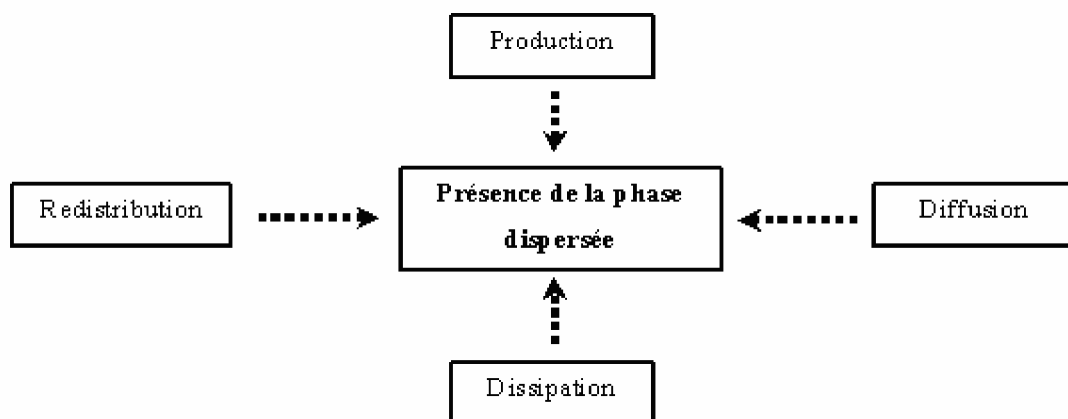 Production
Redistribution
Présence de la phase
dispersée
Diffusion
Dissipation